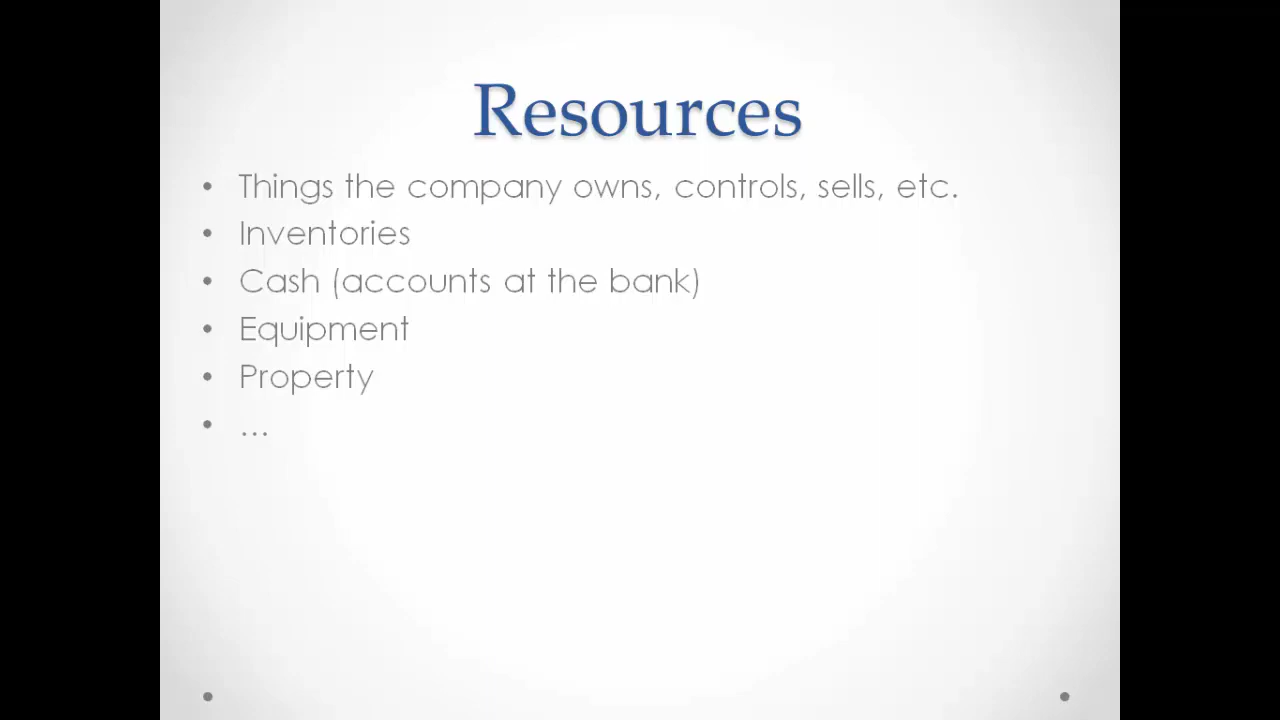 Resources
• Things the company owns, controls, sells, etc.
• Inventories
• Cash (accounts at the bank)
• Equipment
• Property
• …